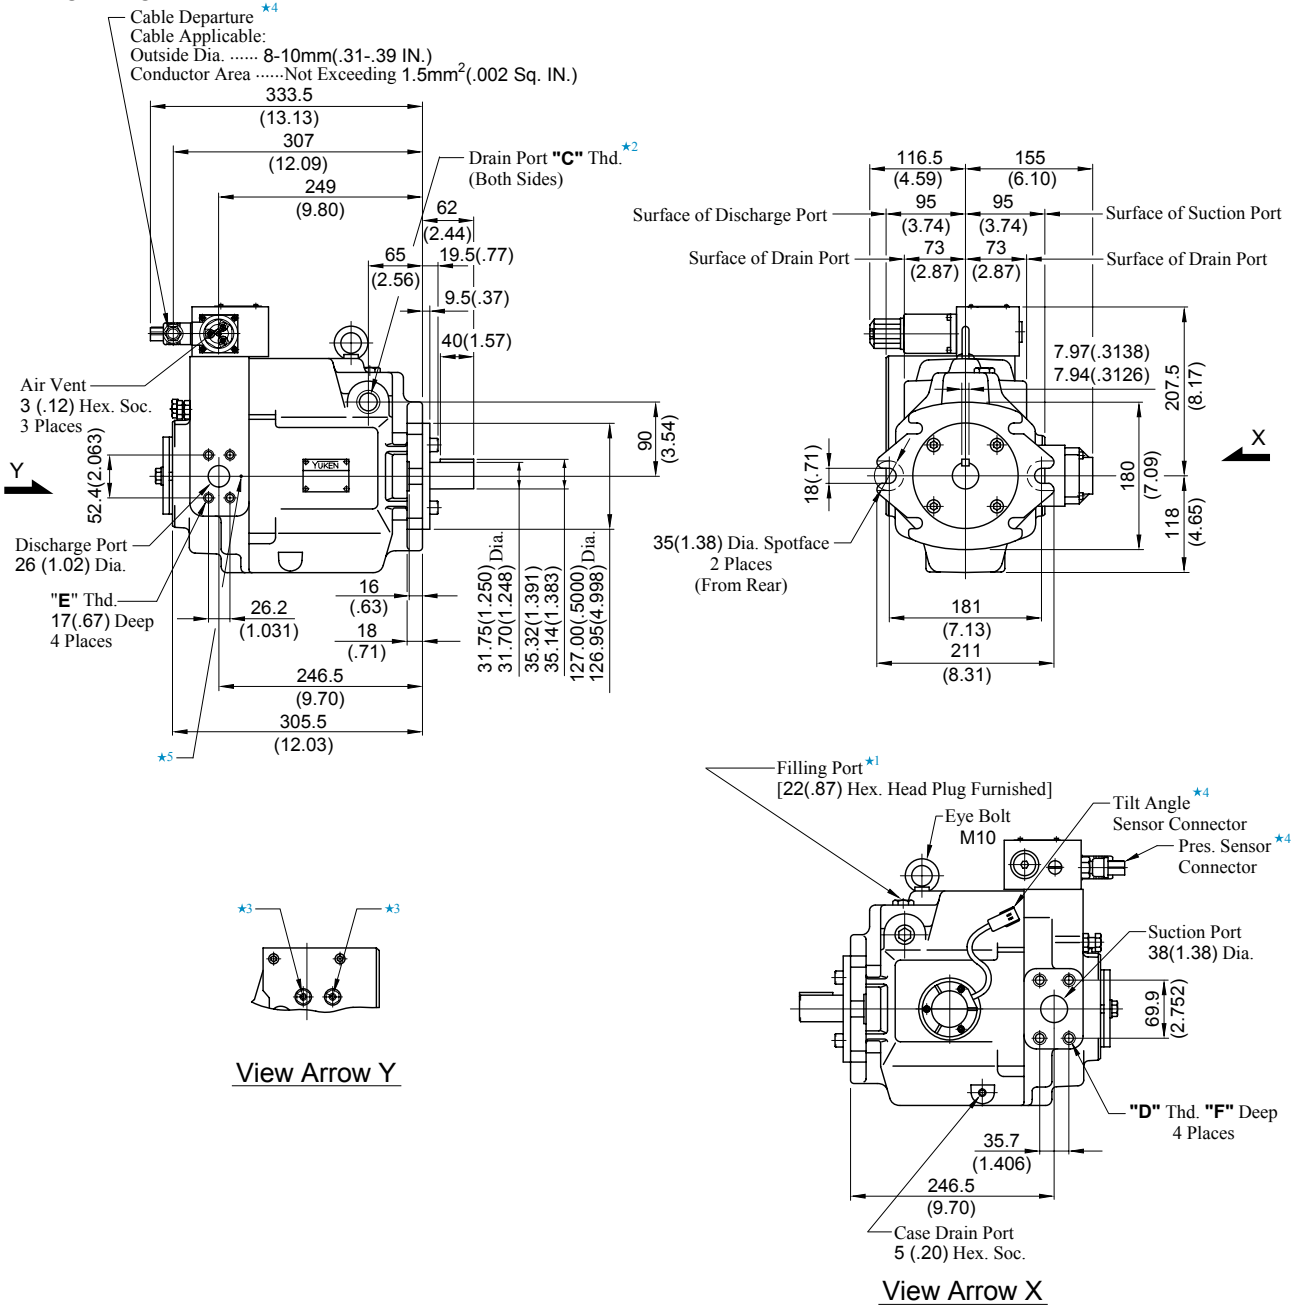 Cable Departure ★4
Cable Applicable:
Outside Dia. ...... 8-10mm(.31-.39 IN.)
Conductor Area ......Not Exceeding 1.5mm2(.002 Sq. IN.)
333.5
(13.13)
307
(12.09)
249
(9.80)
Drain Port "C" Thd.★2
(Both Sides)
62
(2.44)
65
(2.56)
19.5(.77)
9.5(.37)
40(1.57)
Air Vent
3 (.12) Hex. Soc.
3 Places
90
(3.54)
Y
52.4(2.063)
YUKEN
Discharge Port
26 (1.02) Dia.
"E" Thd.
17(.67) Deep
4 Places
26.2
(1.031)
16
(.63)
18
(.71)
31.75(1.250)
31.70(1.248) Dia.
35.32(1.391)
35.14(1.383)
127.00(.5000)
126.95(4.998) Dia.
246.5
(9.70)
305.5
(12.03)
★5
116.5
(4.59)
155
(6.10)
Surface of Discharge Port
95
(3.74)
95
(3.74)
Surface of Suction Port
Surface of Drain Port
73
(2.87)
73
(2.87)
Surface of Drain Port
7.97(.3138)
7.94(.3126)
207.5
(8.17)
X
18(.71)
180
(7.09)
118
(4.65)
35(1.38) Dia. Spotface
2 Places
(From Rear)
181
(7.13)
211
(8.31)
★3
★3
View Arrow Y
Filling Port★1
[22(.87) Hex. Head Plug Furnished]
Eye Bolt
M10
Tilt Angle ★4
Sensor Connector
Pres. Sensor ★4
Connector
Suction Port
38(1.38) Dia.
69.9
(2.752)
"D" Thd. "F" Deep
4 Places
35.7
(1.406)
246.5
(9.70)
Case Drain Port
5 (.20) Hex. Soc.
View Arrow X